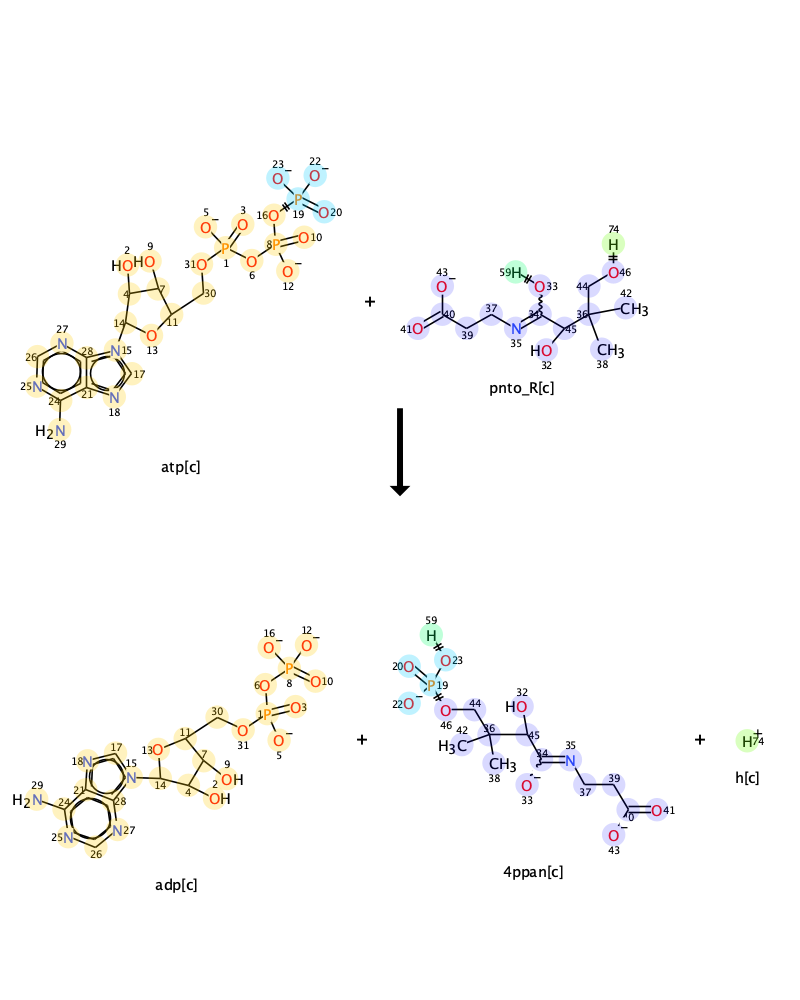 23 22
O− O−
P 19
O 20
16 O
5 3
O− O
P 1
8 P
O 10
O 6
O− 12
31 O
30
2 9
HO HO
4 7
14 11
O 13
27
N
26 28
N 15
17
25 N
24 21
N 18
H2N
29
atp[c]
+
74
H
O 46
44
59 H
O 33
43
O−
40
41 O
39
37
N 35
34
45
36
42
CH3
HO 32
CH3
38
pnto_R[c]
16 12
O− O−
P 8
O 10
6 O
1 P
O 3
O− 5
30
O 31
11
13 O
7
9
OH
2
OH
4
14
17
18 N
15
N
21
28
29
H2N
24
25 N
N 27
26
adp[c]
+
59
H
20 O
O 23
P 19
22 O−
O 46
44
42
H3C
36
CH3
38
32
HO
45
34
O−
33
35
N
37
39
40
O 41
O−
43
4ppan[c]
+
H+ 74
h[c]